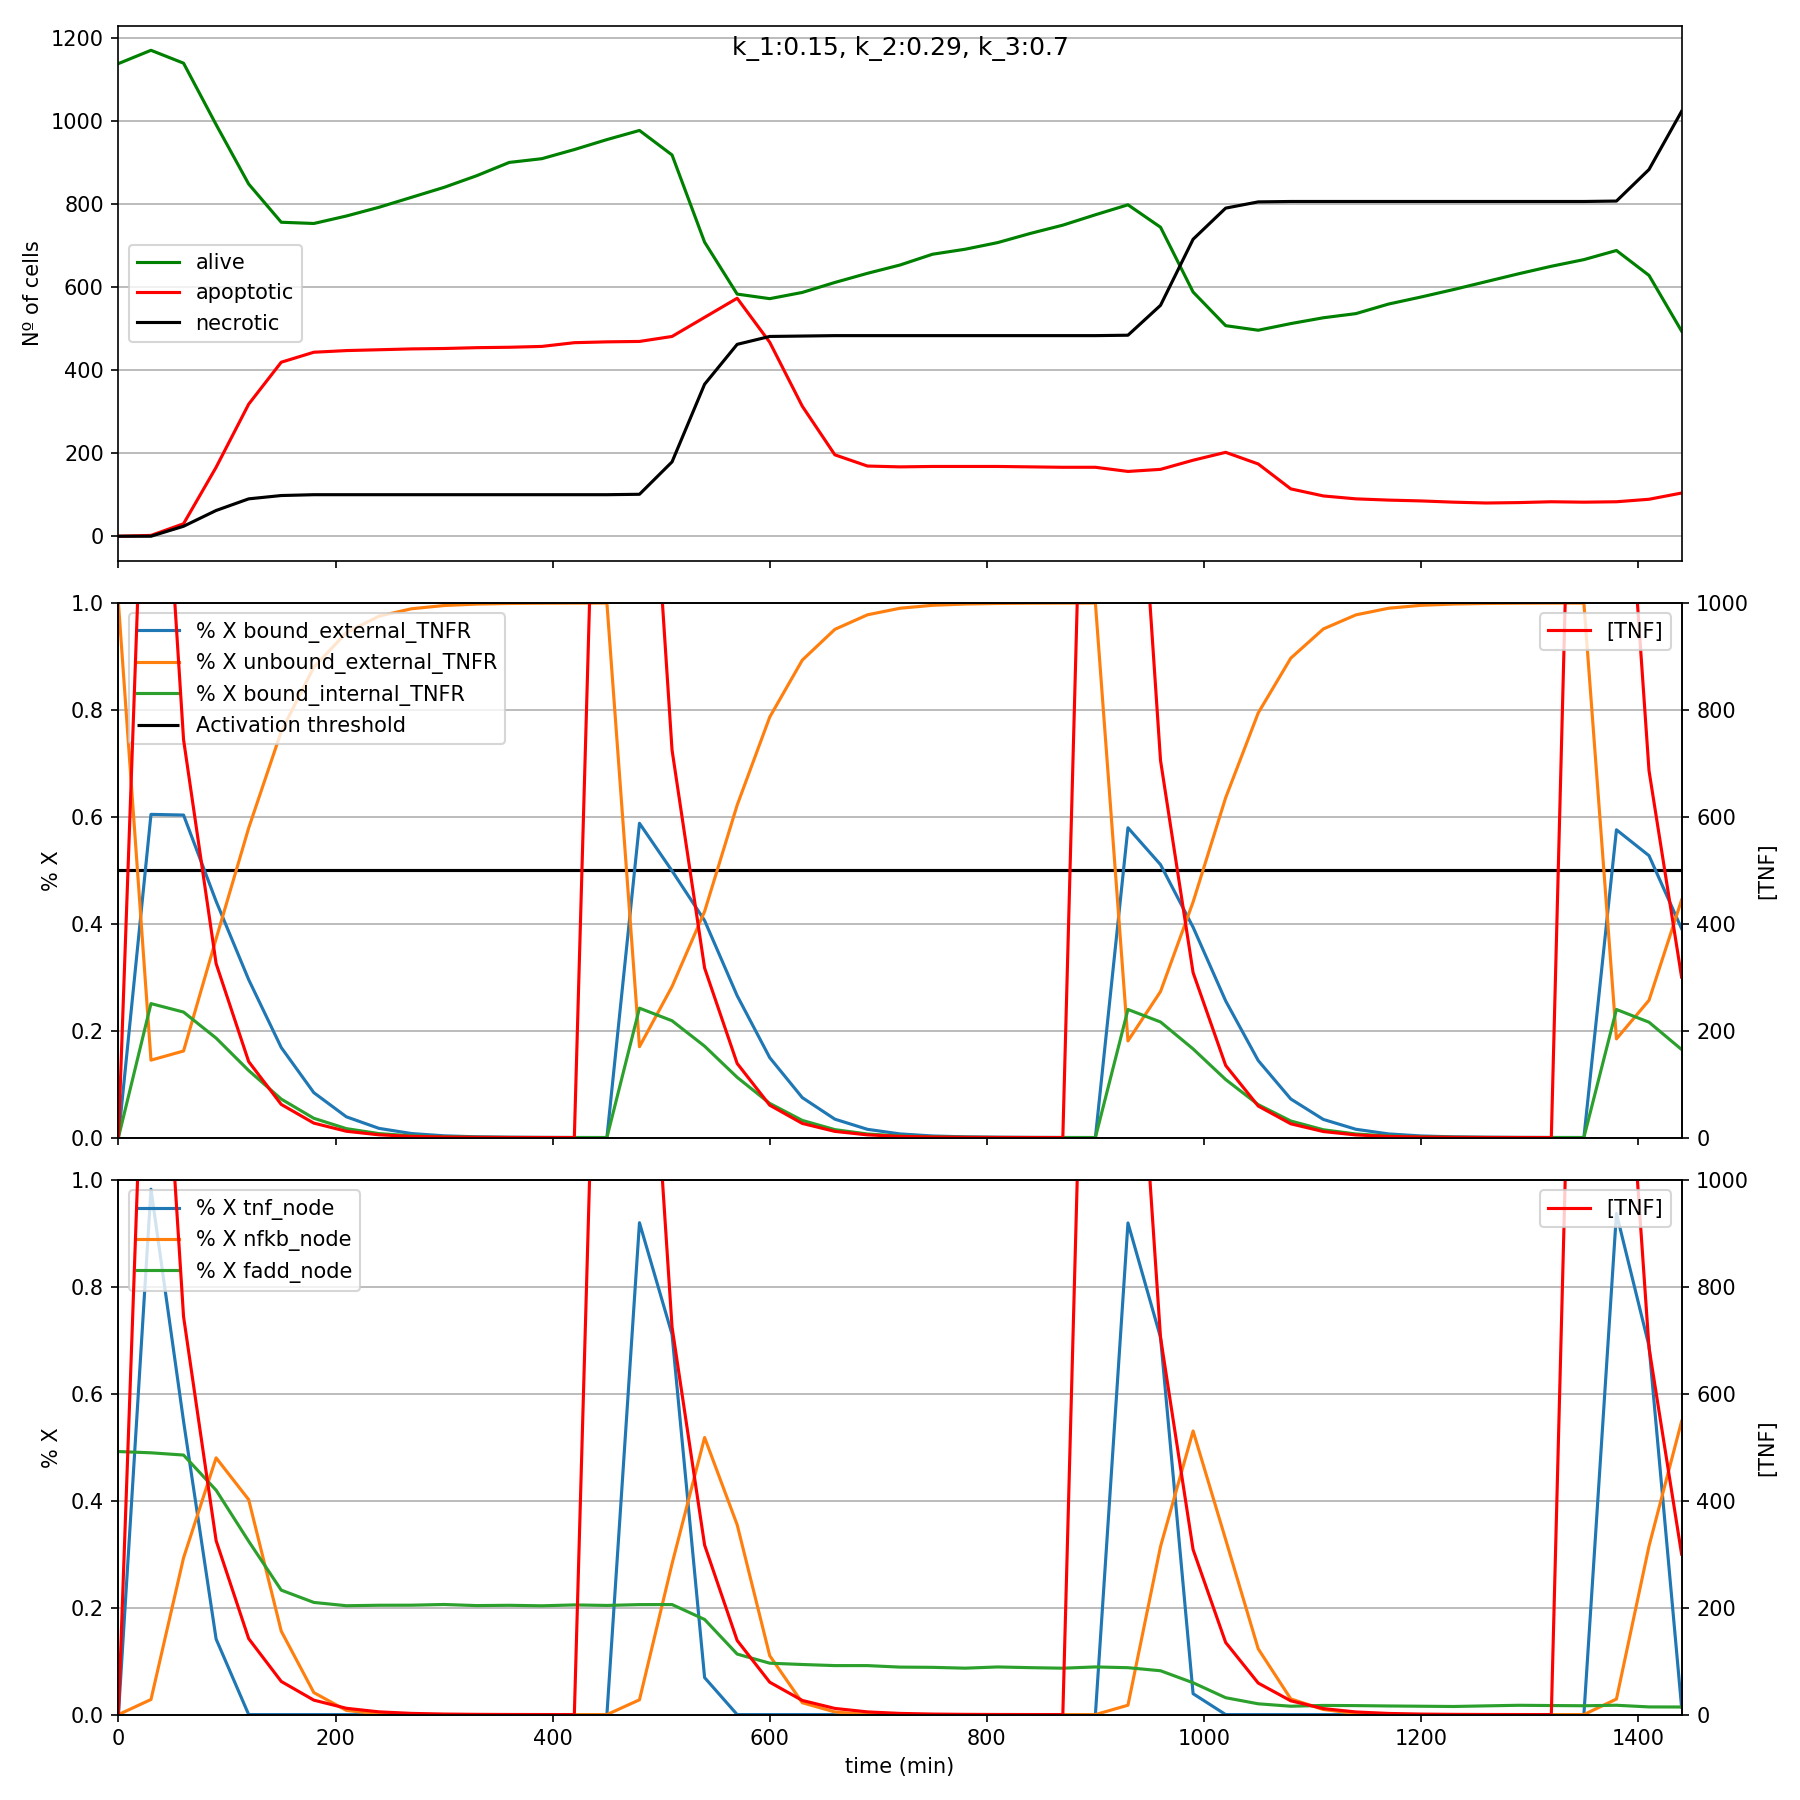 k_1:0.15, k_2:0.29, k_3:0.7
1200
1000
800
600
400
200
0
Nº of cells
alive
apoptotic
necrotic
1.0
0.8
0.6
0.4
0.2
0.0
% X
% X bound_external_TNFR
% X unbound_external_TNFR
% X bound_internal_TNFR
Activation threshold
[TNF]
1000
800
600
400
200
0
[TNF]
1.0
0.8
0.6
0.4
0.2
0.0
% X
% X tnf_node
% X nfkb_node
% X fadd_node
[TNF]
1000
800
600
400
200
0
[TNF]
0 200 400 600 800 1000 1200 1400
time (min)